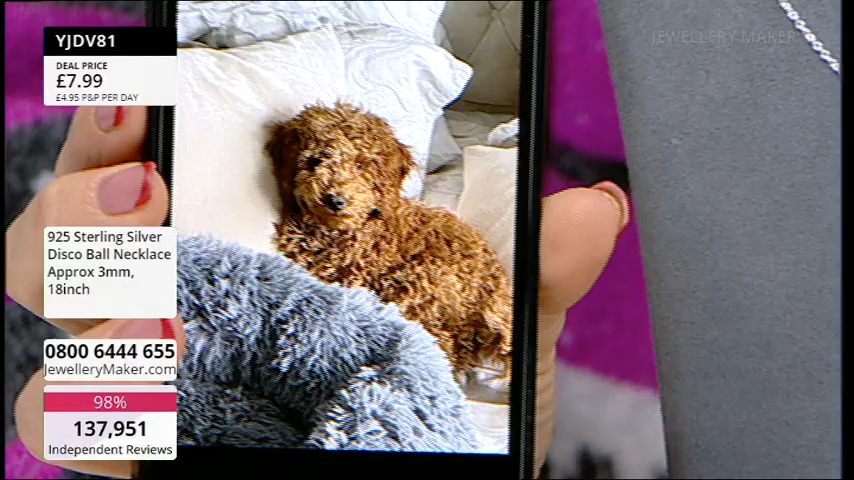 YJDV81
DEAL PRICE
£7.99
£4.95 P&P PER DAY
JEWELLERY MAKER
925 Sterling Silver
Disco Ball Necklace
Approx 3mm,
18inch
0800 6444 655
JewelleryMaker.com
98%
137,951
Independent Reviews